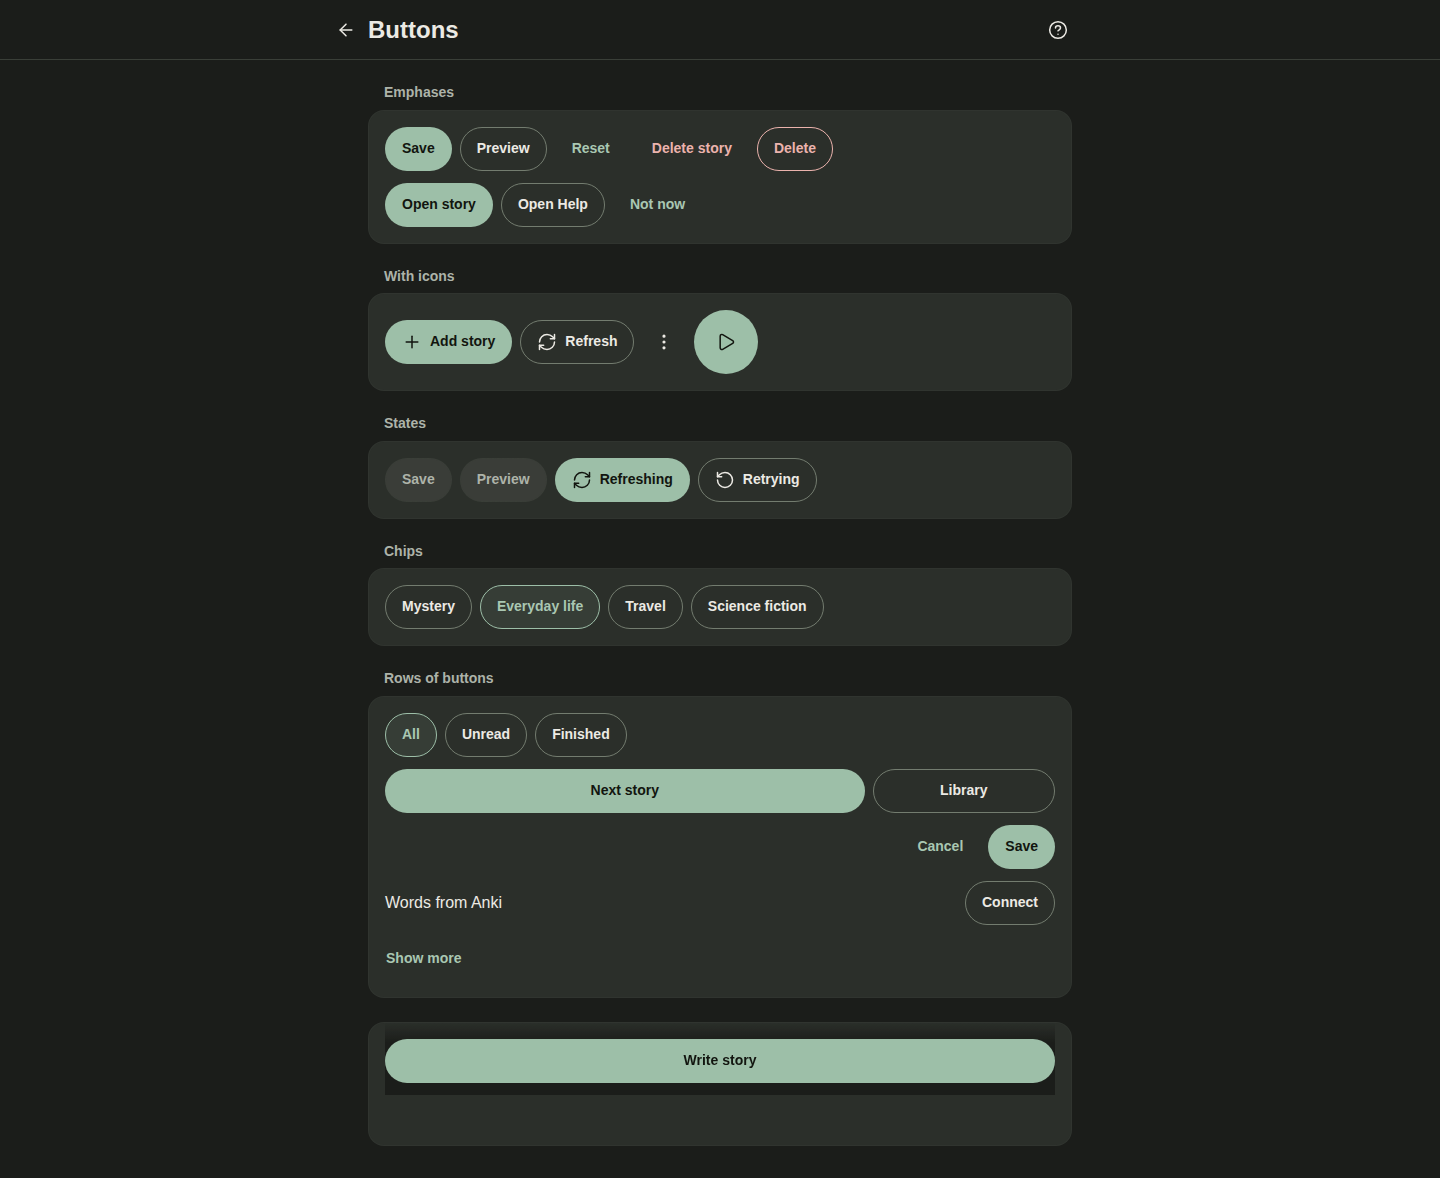 Buttons
Emphases
Save Preview Reset Delete story Delete
Open story Open Help Not now
With icons
Add story Refresh
States
Save Preview Refreshing Retrying
Chips
Mystery Everyday life Travel Science fiction
Rows of buttons
All Unread Finished
Next story Library
Cancel Save
Words from Anki Connect
Show more
Write story